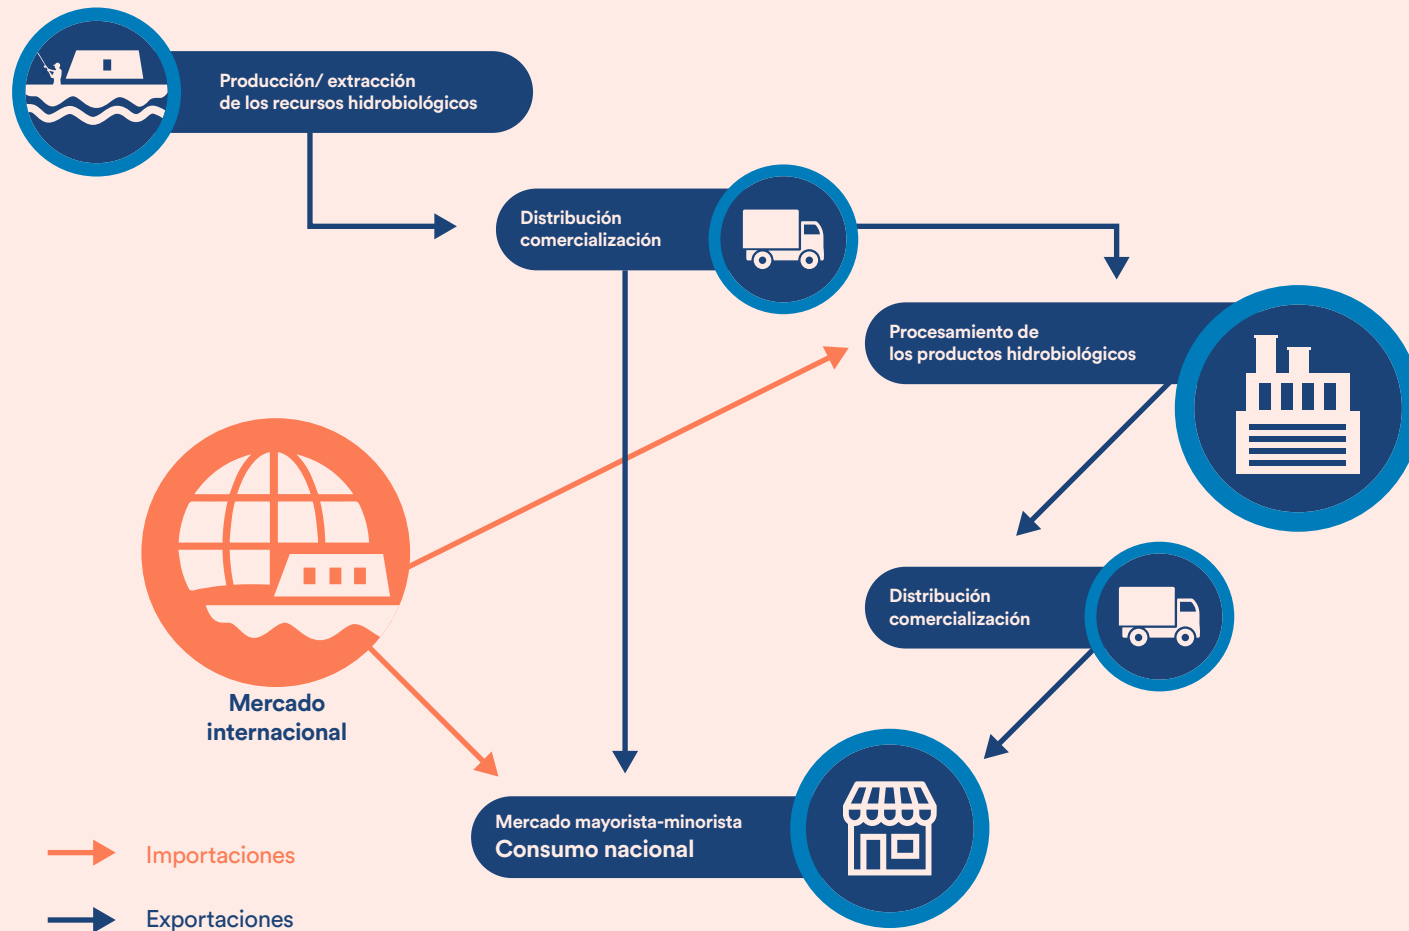 Producción/ extracción
de los recursos hidrobiológicos
Distribución
comercialización
Procesamiento de
los productos hidrobiológicos
Mercado
internacional
Distribución
comercialización
Mercado mayorista-minorista
Consumo nacional
Importaciones
Exportaciones